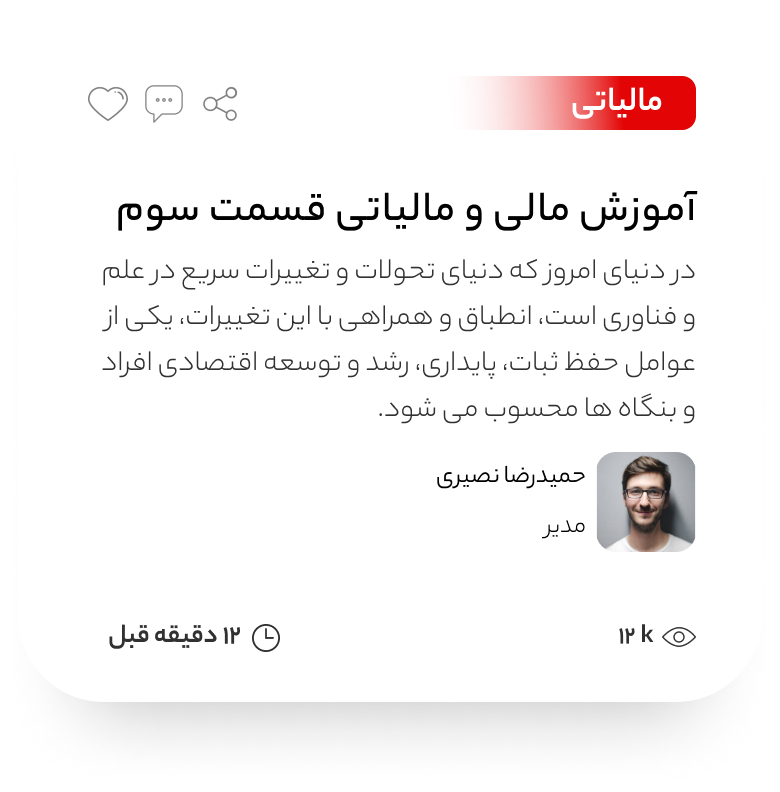 مالیاتی
آموزش مالی و مالیاتی قسمت سوم
در دنیای امروز که دنیای تحولات و تغییرات سریع در علم
و فناوری است، انطباق و همراهی با این تغییرات، یکی از
عوامل حفظ ثبات، پایداری، رشد و توسعه اقتصادی افراد
و بنگاه ها محسوب می شود.
حمیدرضا نصیری
مدیر
۱۲ k
۱۲ دقیقه قبل